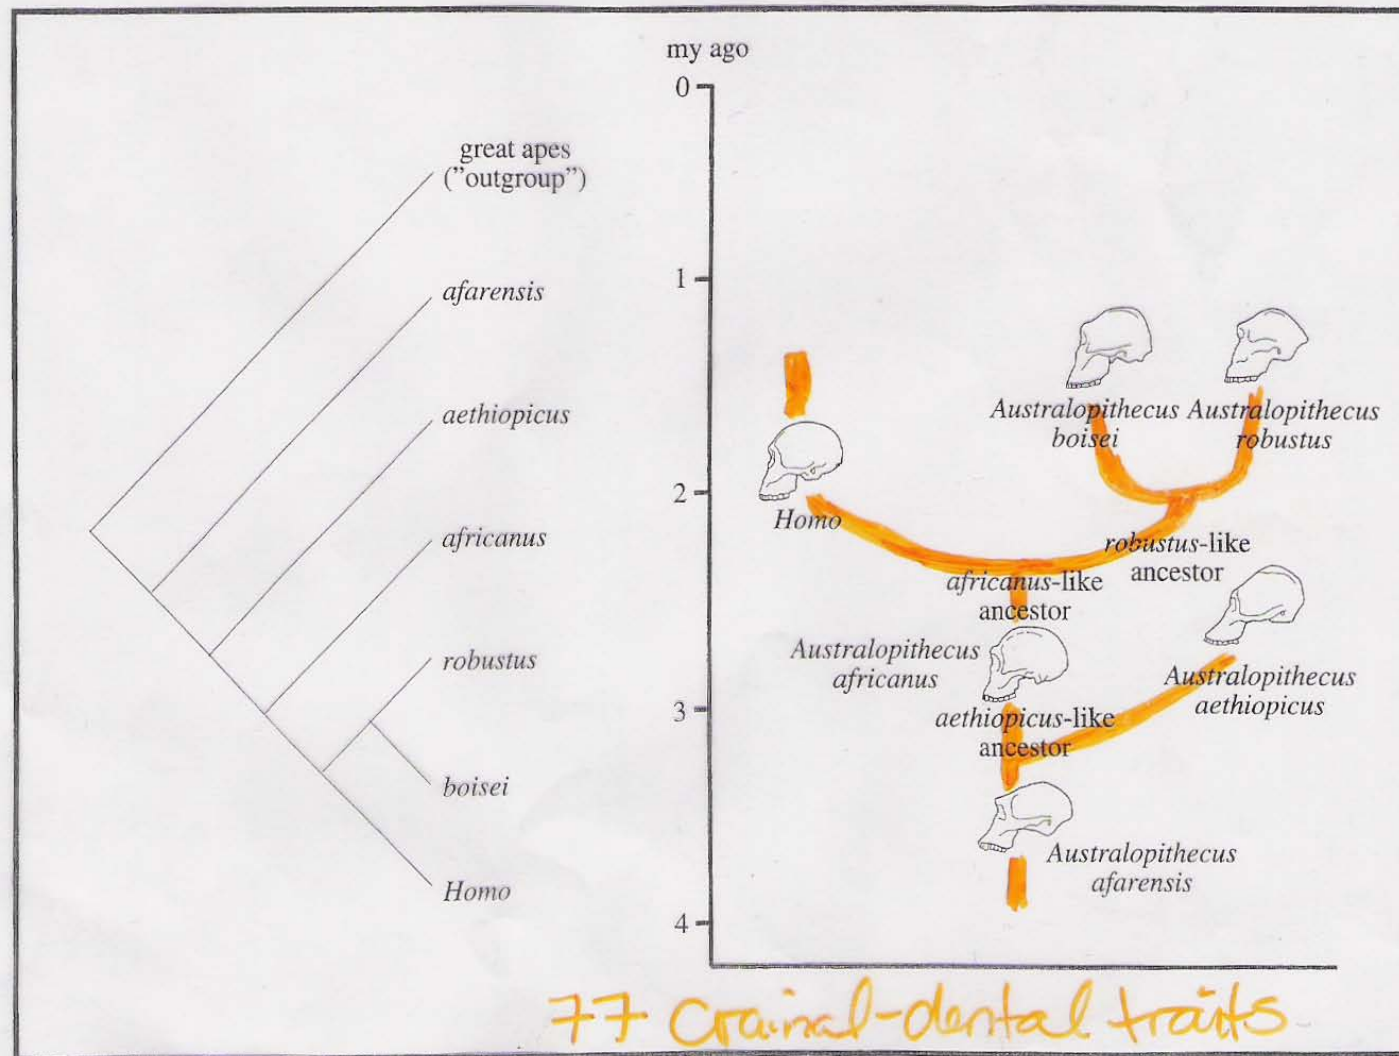 great apes
("outgroup")
afarensis
aethiopicus
africanus
robustus
boisei
Homo
my ago
0
1
2
3
4
Australopithecus
boisei
Australopithecus
robustus
Homo
robustus-like
ancestor
africanus-like
ancestor
Australopithecus
africanus
Australopithecus
aethiopicus
aethiopicus-like
ancestor
Australopithecus
afarensis
77 Crainal-dental traits